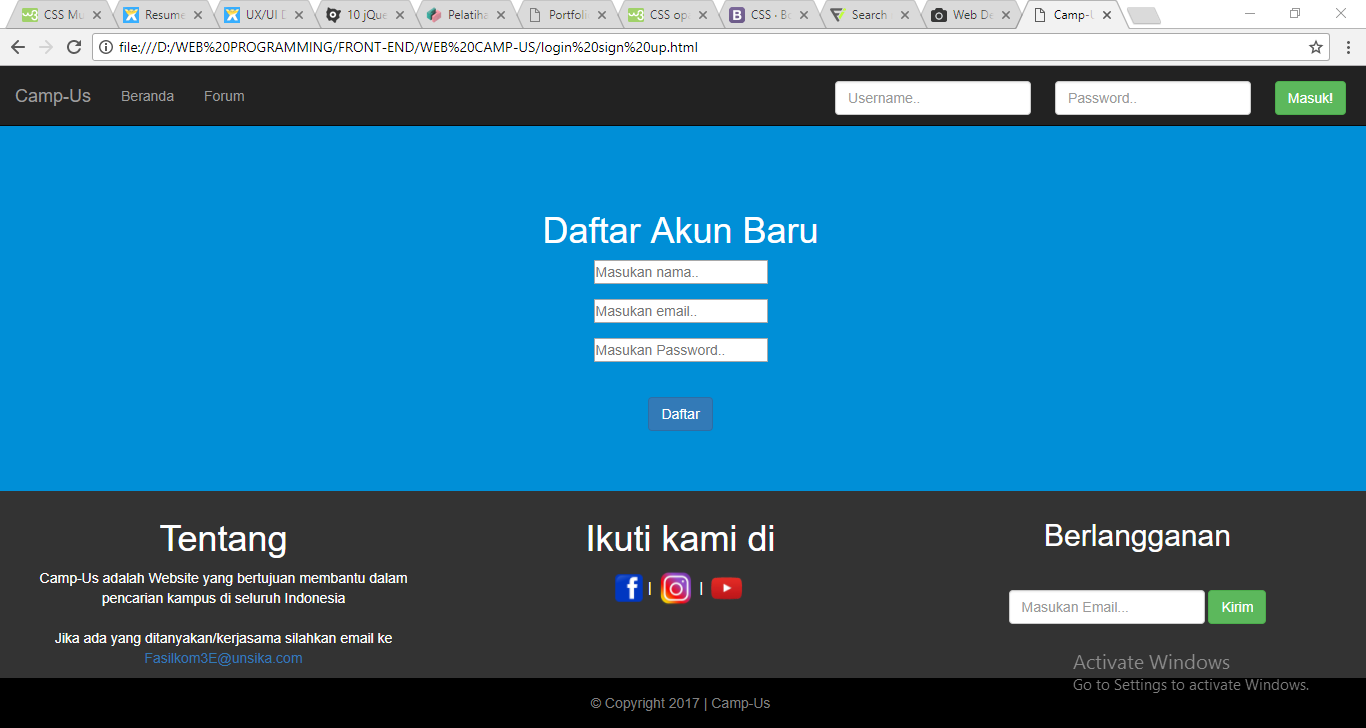 CSS Mu
Resume
UX/UI D
10 jQue
Pelatiha
Portfoli
CSS opa
CSS · Bo
Search
Web De
Camp-U
file:///D:/WEB%20PROGRAMMING/FRONT-END/WEB%20CAMP-US/login%20sign%20up.html
Camp-Us Beranda Forum Username.. Password.. Masuk!
Daftar Akun Baru
Masukan nama..
Masukan email..
Masukan Password..
Daftar
Tentang
Camp-Us adalah Website yang bertujuan membantu dalam
pencarian kampus di seluruh Indonesia
Jika ada yang ditanyakan/kerjasama silahkan email ke
Fasilkom3E@unsika.com
Ikuti kami di
| |
Berlangganan
Masukan Email... Kirim
Activate Windows
Go to Settings to activate Windows.
© Copyright 2017 | Camp-Us